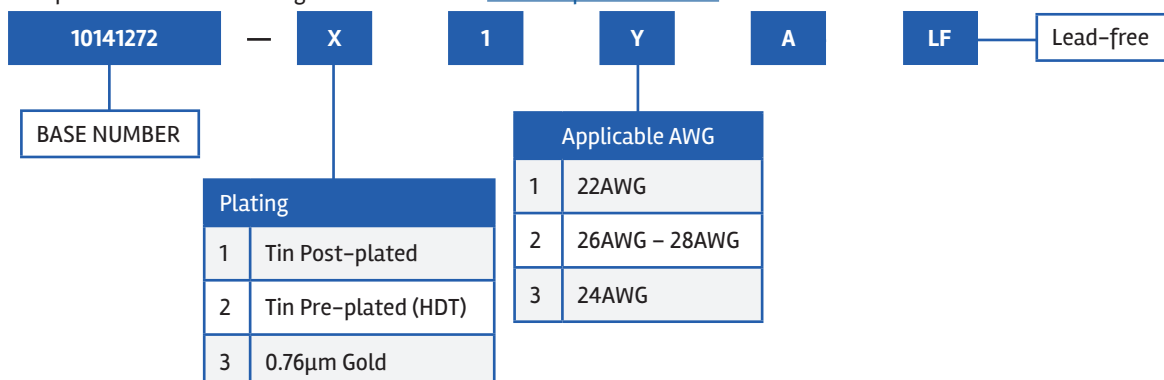 10141272 — X 1 Y A LF Lead-free
BASE NUMBER
Applicable AWG
1 22AWG
2 26AWG – 28AWG
3 24AWG
Plating
1 Tin Post-plated
2 Tin Pre-plated (HDT)
3 0.76µm Gold